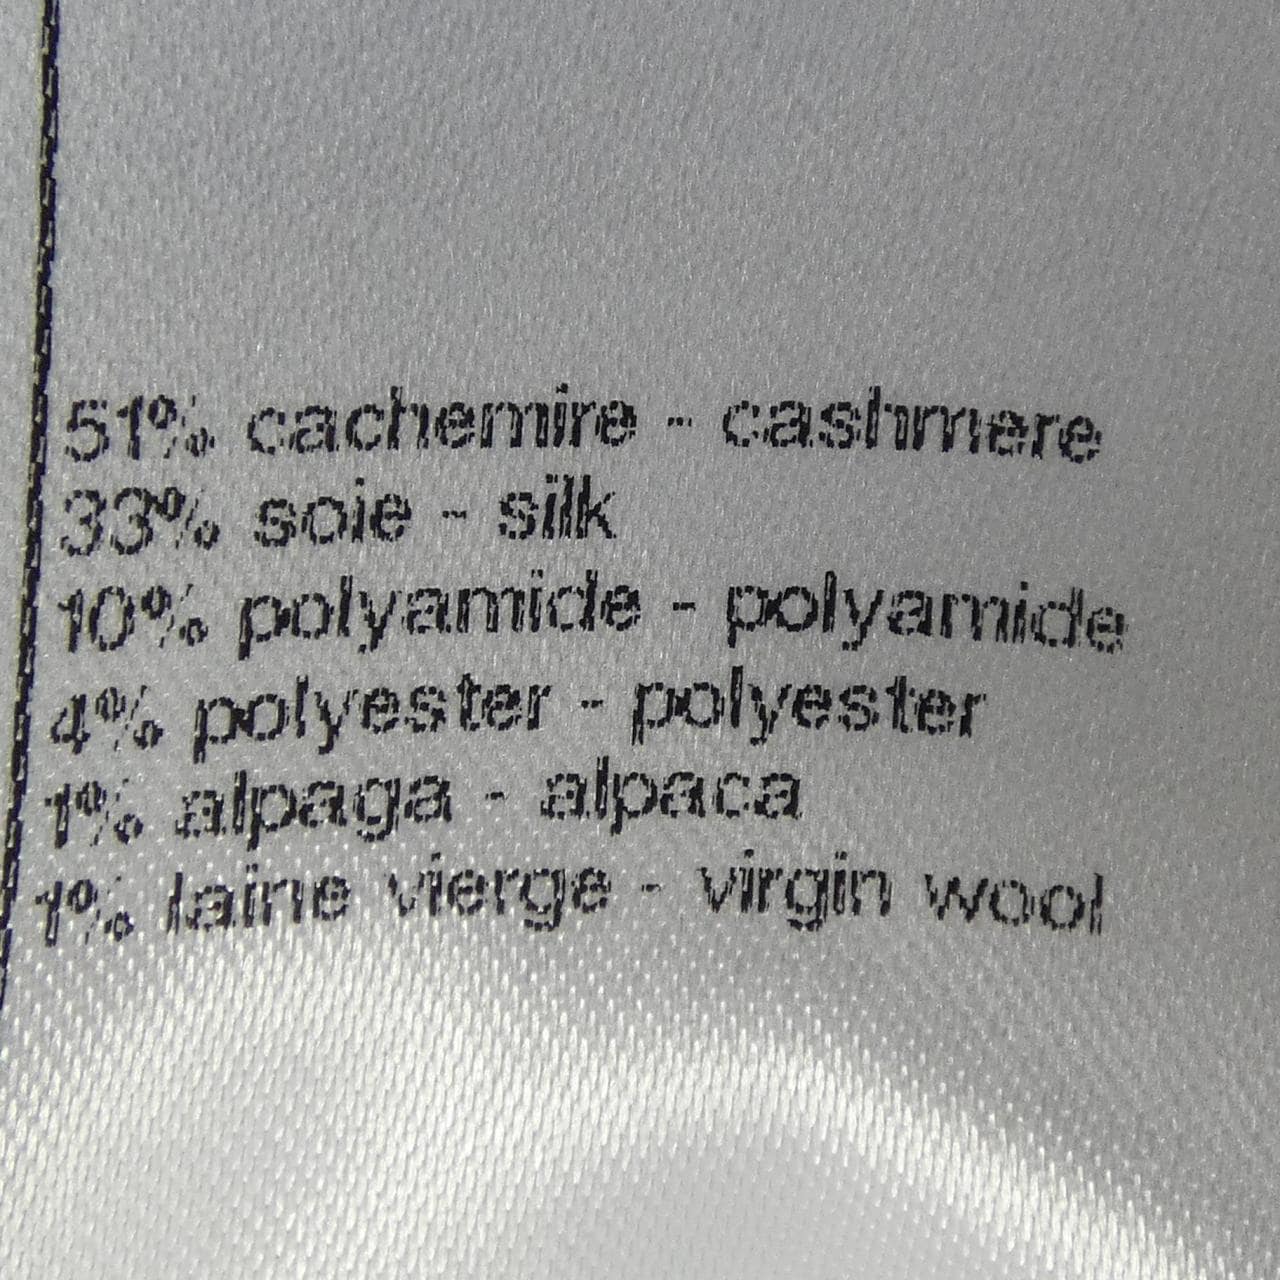 51% cachemire - cashmere
33% soie - silk
10% polyamide - polyamide
4% polyester - polyester
1% alpaga - alpaca
1% laine vierge - virgin wool